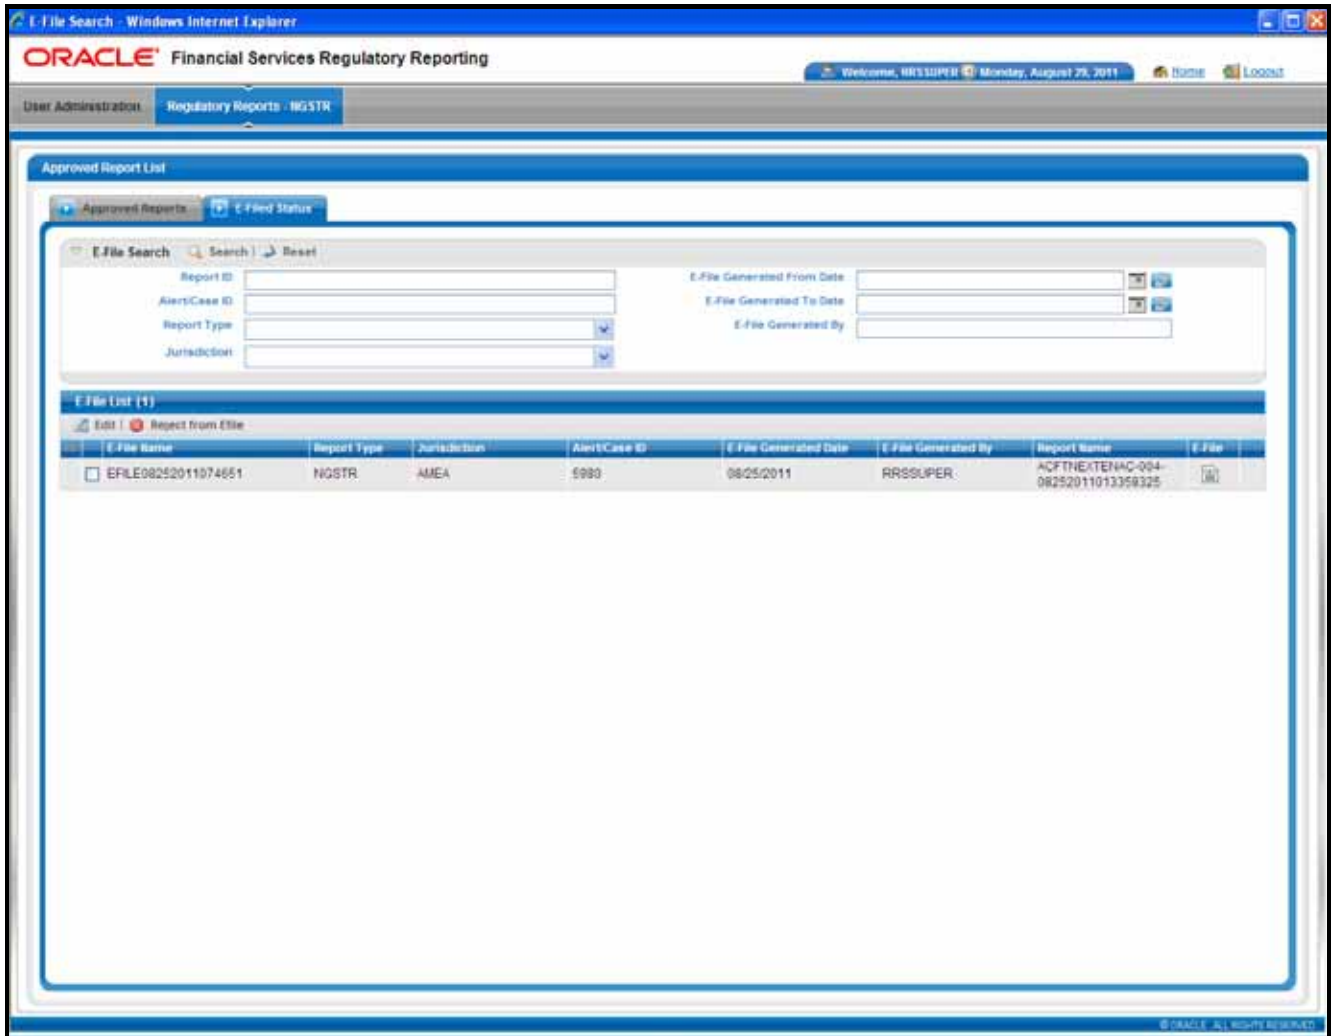 E-File Search - Windows Internet Explorer
ORACLE Financial Services Regulatory Reporting
Welcome, RRSSUPER Monday, August 29, 2011 Home Logout
User Administration Regulatory Reports - NGSTR
Approved Report List
Approved Reports E-Filed Status
E-File Search Search | Reset
Report ID E-File Generated From Date
Alert/Case ID E-File Generated To Date
Report Type E-File Generated By
Jurisdiction
E-File List (1)
Edit | Reject from Efile
E-File Name Report Type Jurisdiction Alert/Case ID E-File Generated Date E-File Generated By Report Name E-File
EFILE08252011074651 NGSTR AMEA 5980 08/25/2011 RRSSUPER ACFTNEXTENAC-004-
08252011013358325
© ORACLE ALL RIGHTS RESERVED